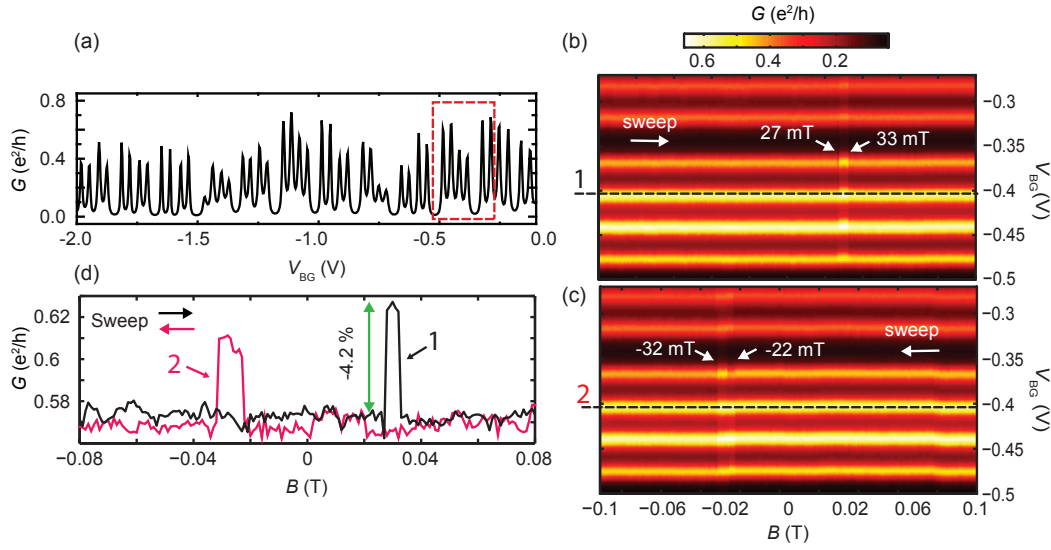 (a)
G (e²/h)
0.8
0.4
0.0
-2.0 -1.5 -1.0 -0.5 0.0
V_BG (V)
G (e²/h)
0.6 0.4 0.2
(b)
sweep
27 mT 33 mT
1
−0.3
−0.35
−0.4
−0.45
−0.5
V_BG (V)
(c)
sweep
-32 mT -22 mT
2
−0.3
−0.35
−0.4
−0.45
−0.5
V_BG (V)
−0.1 −0.06 −0.02 0 0.02 0.06 0.1
B (T)
(d)
G (e²/h)
0.62
0.6
0.58
Sweep
2
-4.2 %
1
−0.08 −0.04 0 0.04 0.08
B (T)